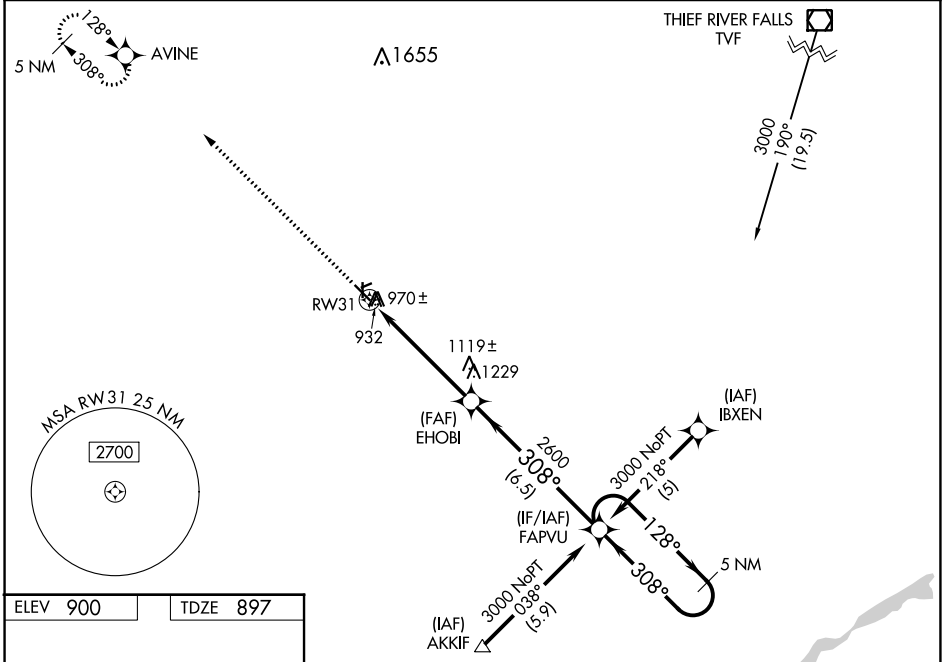 128°
308°
5 NM
AVINE
1655
THIEF RIVER FALLS
TVF
3000
190°
(19.5)
RW31
970±
932
1119±
1229
(FAF)
EHOBI
(IAF)
IBXEN
2600
308°
(6.5)
3000 NoPT
218°
(5)
(IF/IAF)
FAPVU
128°
308°
5 NM
3000 NoPT
038°
(5.9)
(IAF)
AKKIF
MSA RW31 25 NM
2700
ELEV 900
TDZE 897